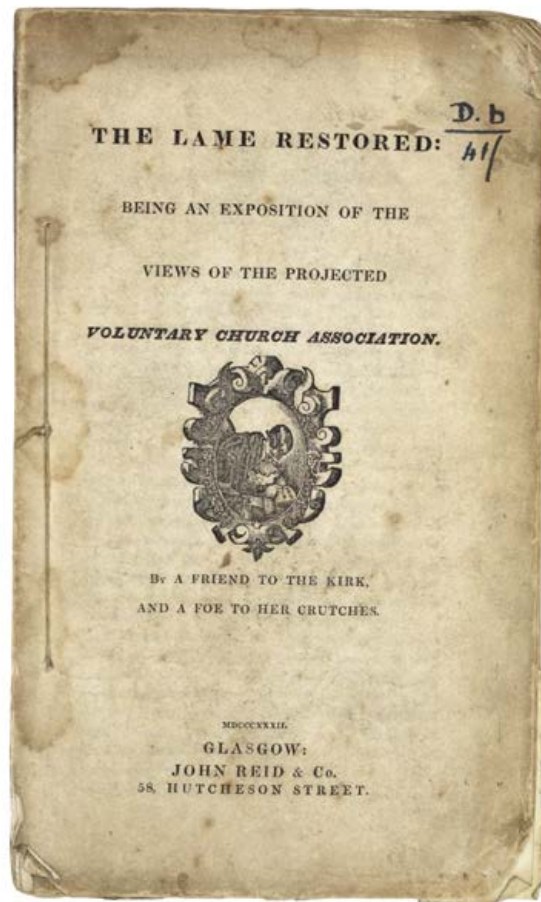 D. b
41/
THE LAME RESTORED:
BEING AN EXPOSITION OF THE
VIEWS OF THE PROJECTED
VOLUNTARY CHURCH ASSOCIATION.
BY A FRIEND TO THE KIRK,
AND A FOE TO HER CRUTCHES.
MDCCCXXXII.
GLASGOW:
JOHN REID & Co.
58, HUTCHESON STREET.